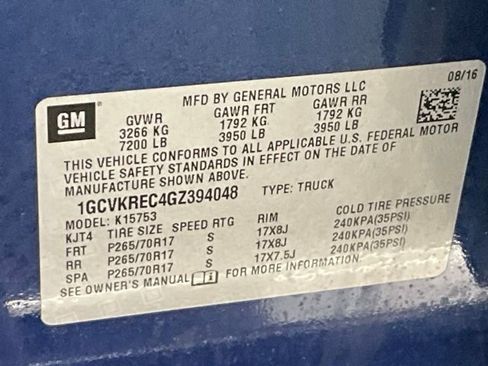 GM
MFD BY GENERAL MOTORS LLC 08/16
GVWR GAWR FRT GAWR RR
3266 KG 1792 KG 1792 KG
7200 LB 3950 LB 3950 LB
THIS VEHICLE CONFORMS TO ALL APPLICABLE U.S. FEDERAL MOTOR
VEHICLE SAFETY STANDARDS IN EFFECT ON THE DATE OF
MANUFACTURE SHOWN ABOVE.
1GCVKREC4GZ394048 TYPE: TRUCK
MODEL: K15753
KJT4 TIRE SIZE SPEED RTG RIM COLD TIRE PRESSURE
FRT P265/70R17 S 17X8J 240KPA(35PSI)
RR P265/70R17 S 17X8J 240KPA(35PSI)
SPA P265/70R17 S 17X7.5J 240KPA(35PSI)
SEE OWNER'S MANUAL FOR MORE INFORMATION.